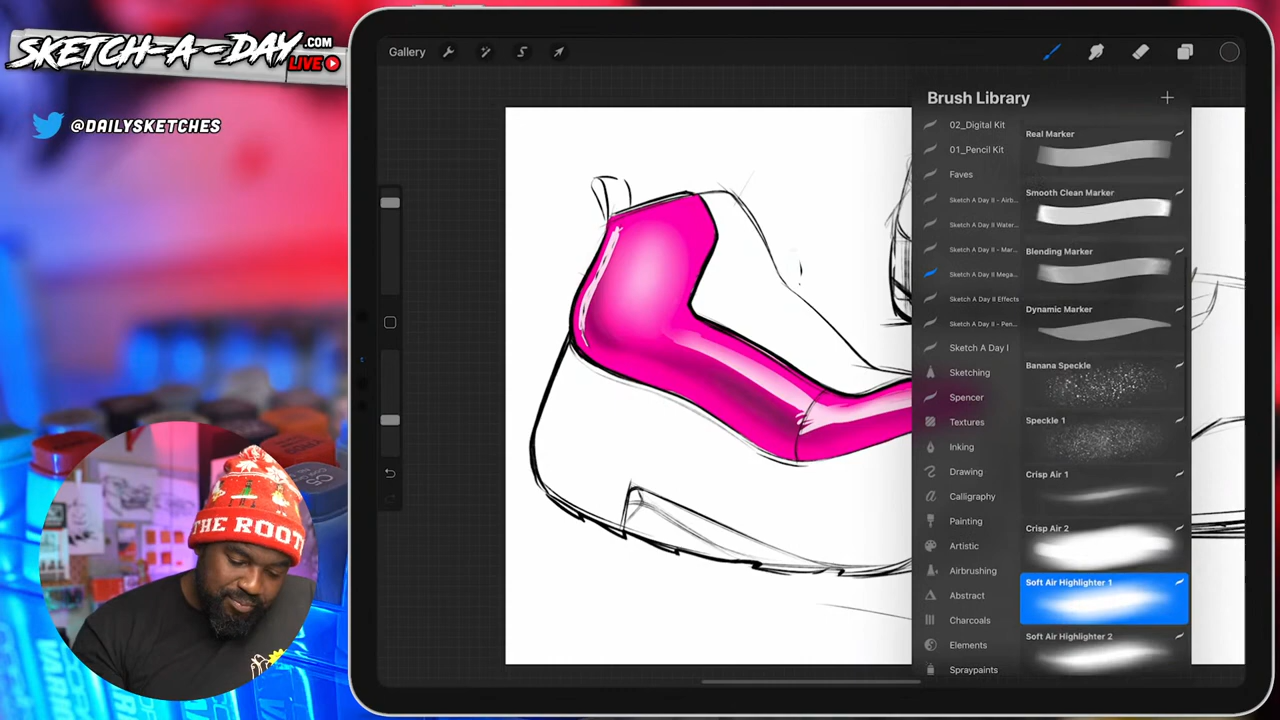 SKETCH-A-DAY.COM
LIVE
@DAILYSKETCHES
Gallery
Brush Library
02_Digital Kit
01_Pencil Kit
Faves
Sketch A Day II - Airb...
Sketch A Day II Water...
Sketch A Day II - Mar...
Sketch A Day II Mega...
Sketch A Day II Effects
Sketch A Day II - Pen...
Sketch A Day I
Sketching
Spencer
Textures
Inking
Drawing
Calligraphy
Painting
Artistic
Airbrushing
Abstract
Charcoals
Elements
Spraypaints
Real Marker
Smooth Clean Marker
Blending Marker
Dynamic Marker
Banana Speckle
Speckle 1
Crisp Air 1
Crisp Air 2
Soft Air Highlighter 1
Soft Air Highlighter 2
THE ROOT